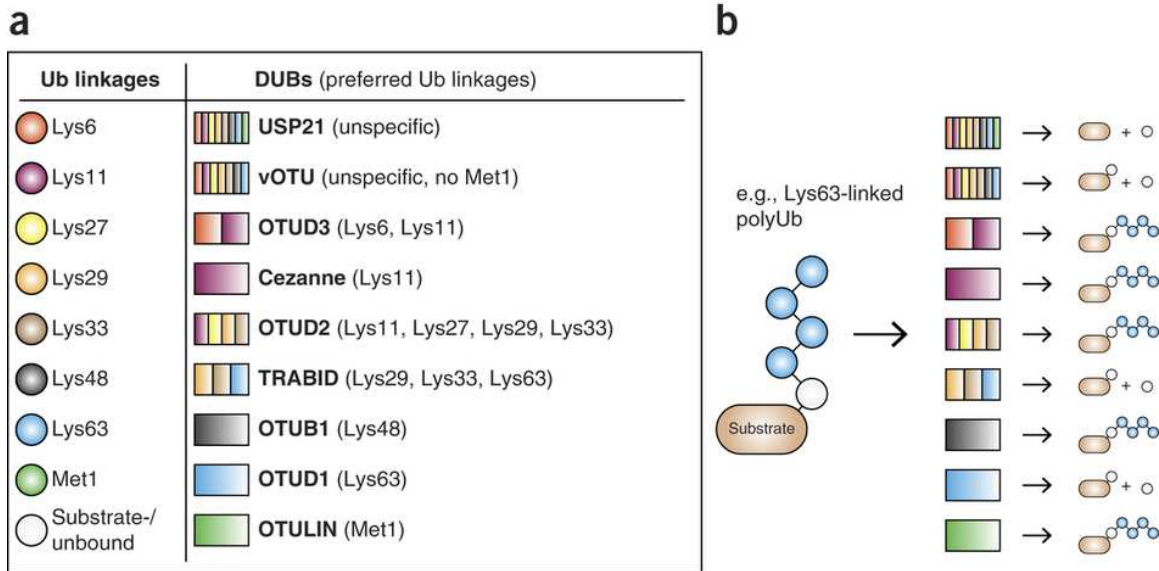 a
Ub linkages
DUBs (preferred Ub linkages)
Lys6
USP21 (unspecific)
Lys11
vOTU (unspecific, no Met1)
Lys27
OTUD3 (Lys6, Lys11)
Lys29
Cezanne (Lys11)
Lys33
OTUD2 (Lys11, Lys27, Lys29, Lys33)
Lys48
TRABID (Lys29, Lys33, Lys63)
Lys63
OTUB1 (Lys48)
Met1
OTUD1 (Lys63)
Substrate-/
unbound
OTULIN (Met1)
b
e.g., Lys63-linked
polyUb
Substrate
+
+
+
+